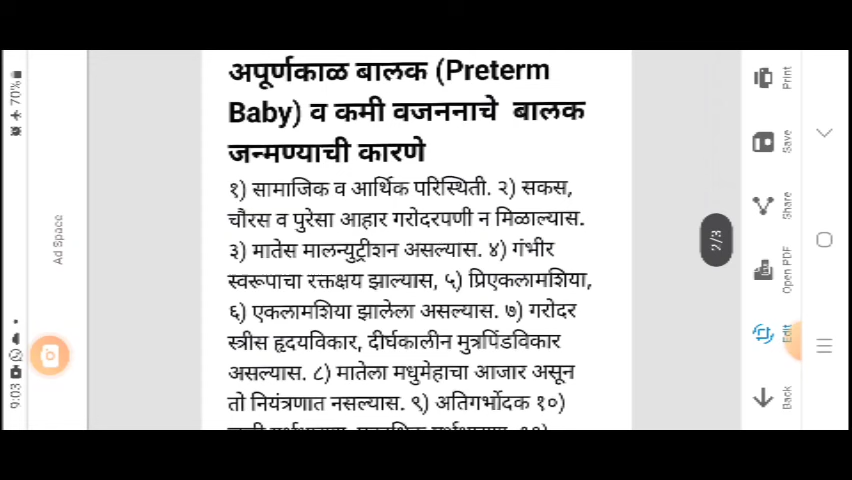 अपूर्णकाळ बालक (Preterm
Baby) व कमी वजननाचे बालक
जन्मण्याची कारणे
१) सामाजिक व आर्थिक परिस्थिती. २) सकस,
चौरस व पुरेसा आहार गरोदरपणी न मिळाल्यास.
३) मातेस मालन्युट्रीशन असल्यास. ४) गंभीर
स्वरूपाचा रक्तक्षय झाल्यास, ५) प्रिएकलामशिया,
६) एकलामशिया झालेला असल्यास. ७) गरोदर
स्त्रीस हृदयविकार, दीर्घकालीन मुत्रपिंडविकार
असल्यास. ८) मातेला मधुमेहाचा आजार असून
तो नियंत्रणात नसल्यास. ९) अतिगर्भोदक १०)
Ad Space
9:03
70%
2/3
Print
Save
Share
Open PDF
Edit
Back